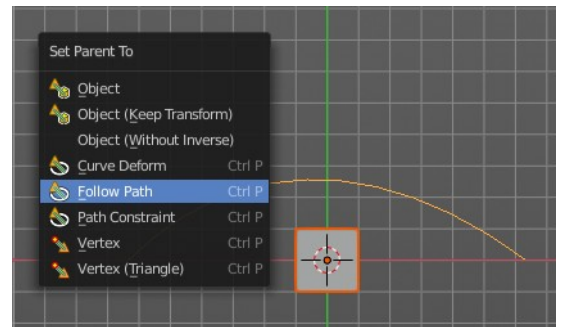 Set Parent To
Object
Object (Keep Transform)
Object (Without Inverse)
Curve Deform Ctrl P
Follow Path Ctrl P
Path Constraint Ctrl P
Vertex Ctrl P
Vertex (Triangle) Ctrl P